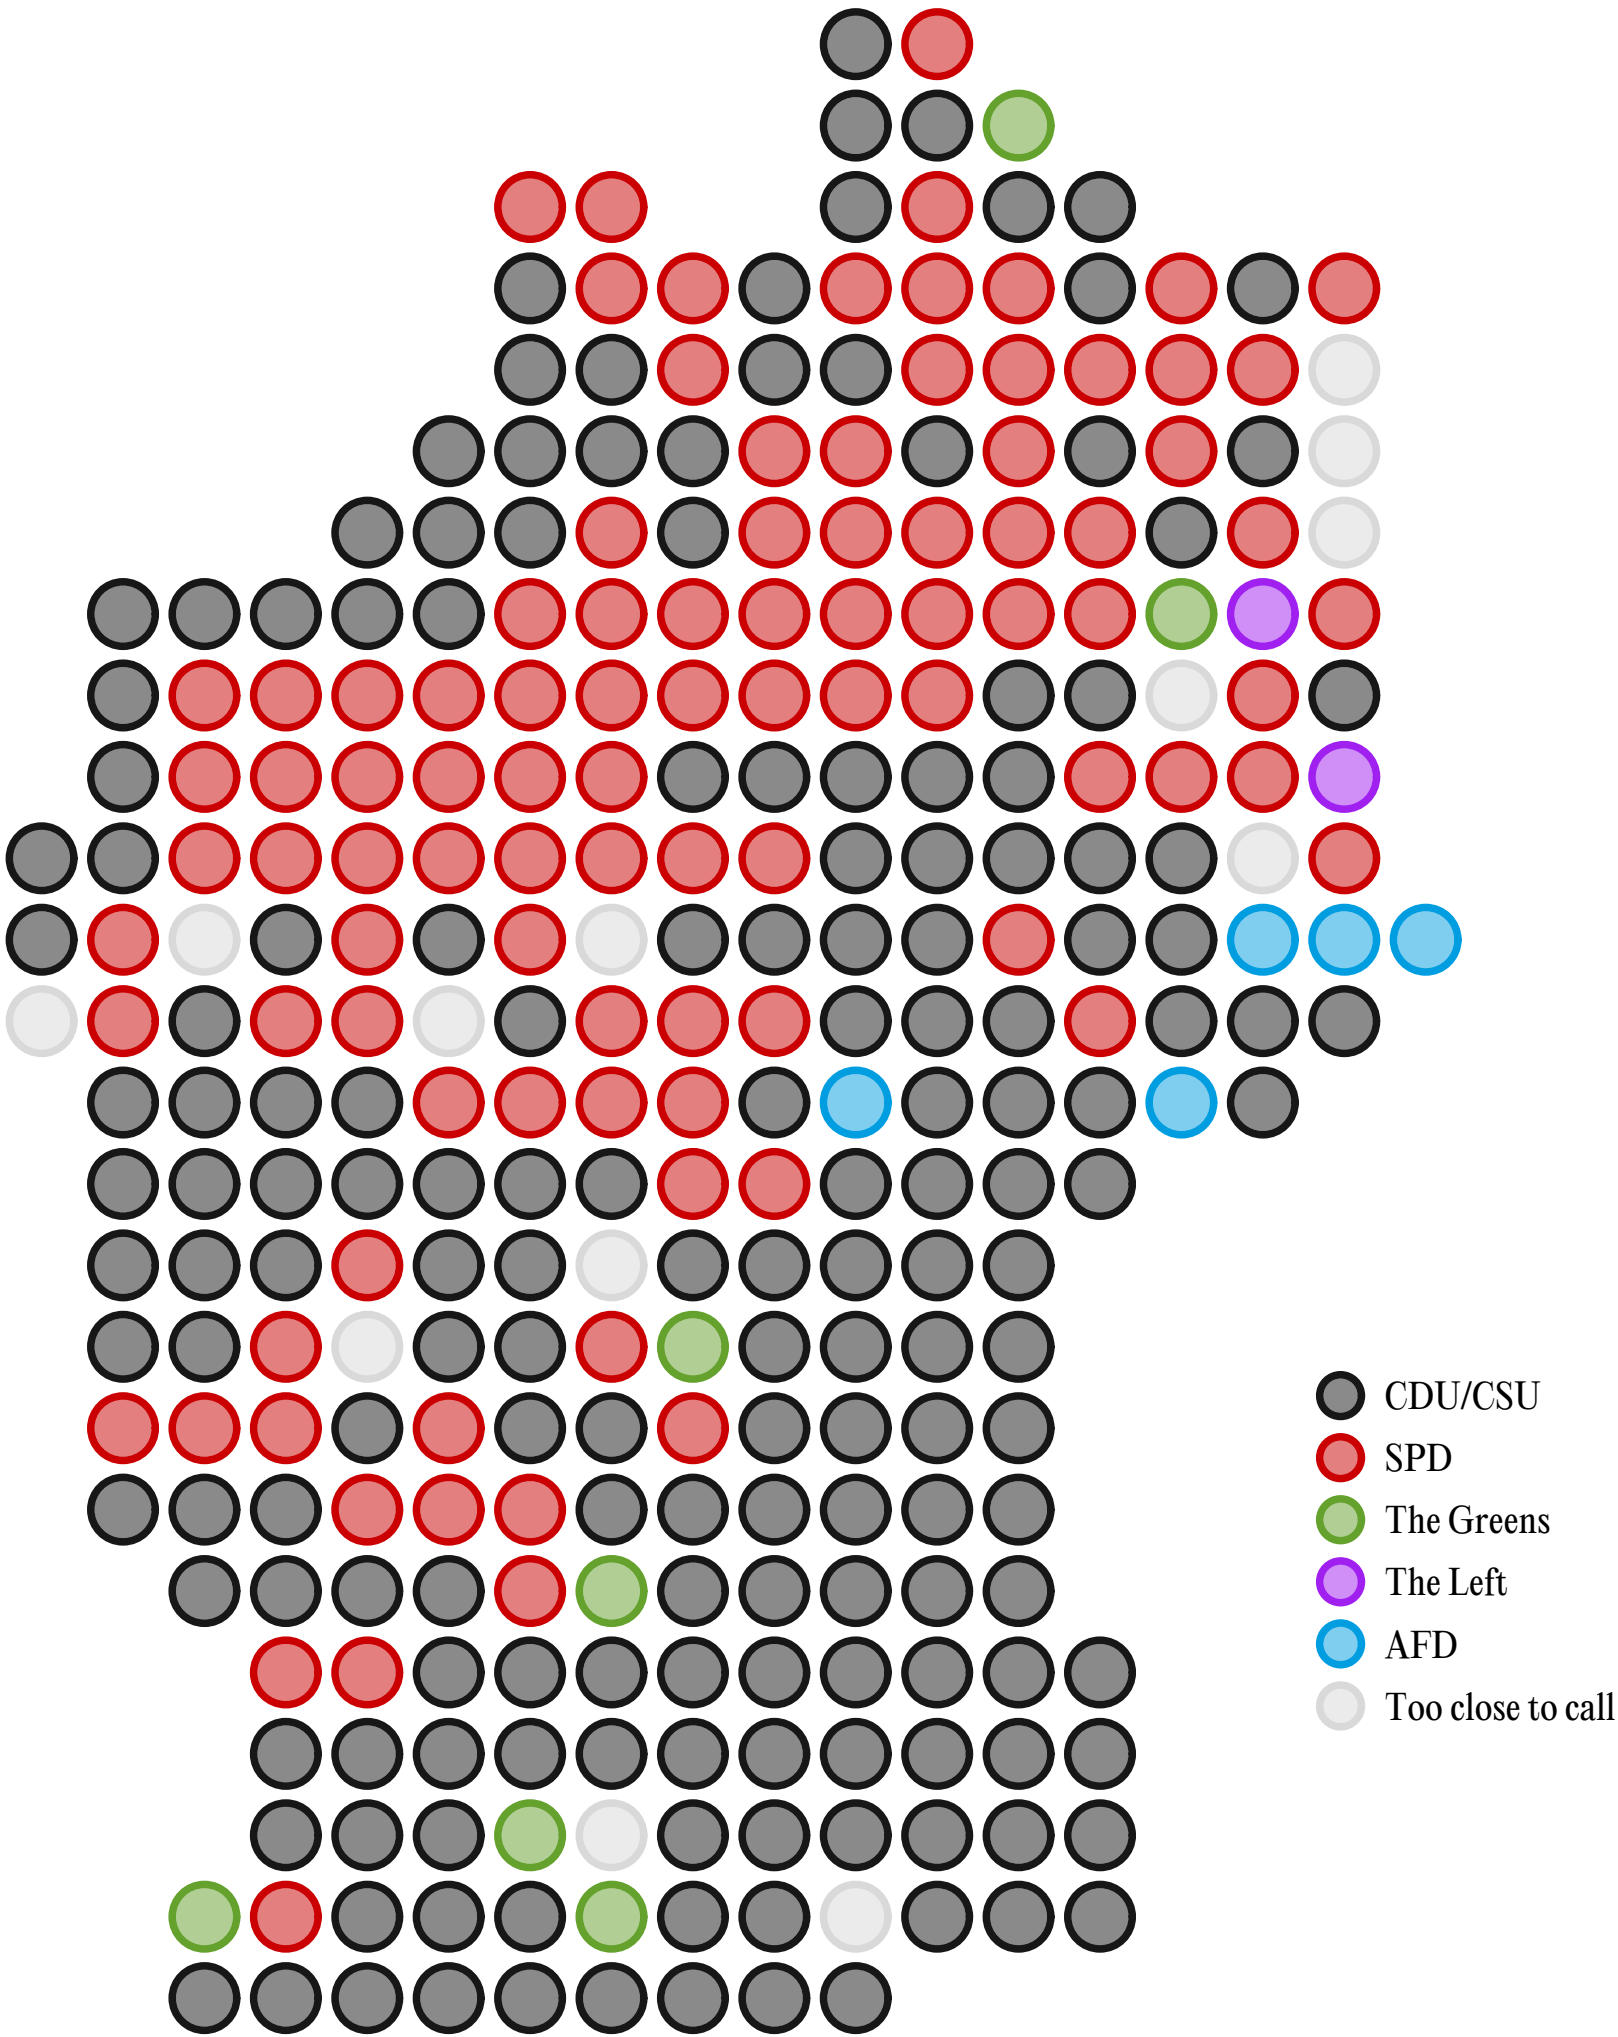 CDU/CSU
SPD
The Greens
The Left
AFD
Too close to call